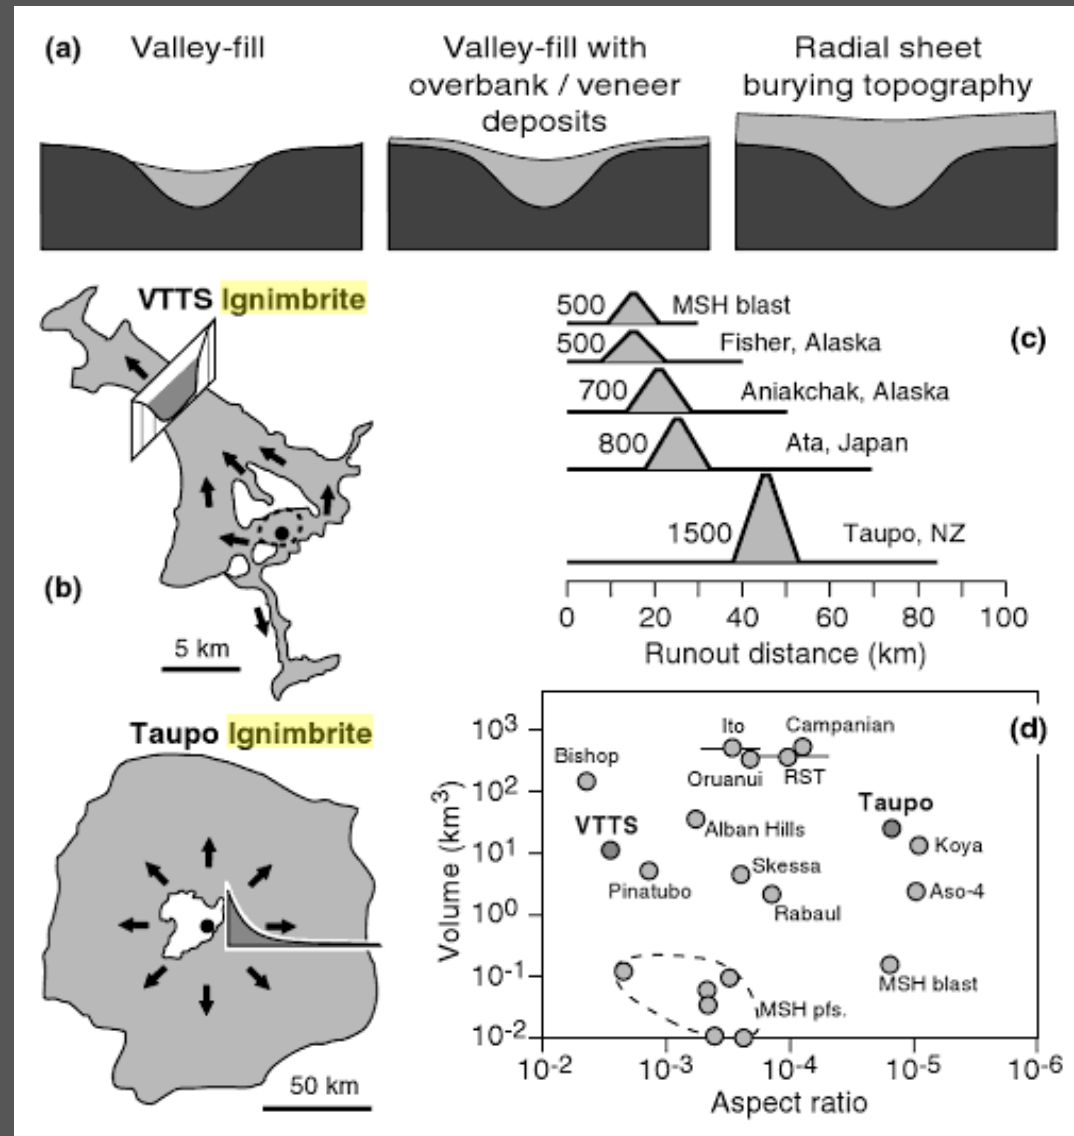 (a)
Valley-fill
Valley-fill with
overbank / veneer
deposits
Radial sheet
burying topography
VTTS Ignimbrite
(b)
5 km
500 MSH blast
(c)
500 Fisher, Alaska
700 Aniakchak, Alaska
800 Ata, Japan
1500 Taupo, NZ
0 20 40 60 80 100
Runout distance (km)
Taupo Ignimbrite
50 km
(d)
Volume (km³)
10³
10²
10¹
10⁰
10⁻¹
10⁻²
Ito
Campanian
Bishop
Oruanui
RST
VTTS
Alban Hills
Taupo
Koya
Pinatubo
Skessa
Aso-4
Rabaul
MSH blast
MSH pfs.
10⁻² 10⁻³ 10⁻⁴ 10⁻⁵ 10⁻⁶
Aspect ratio